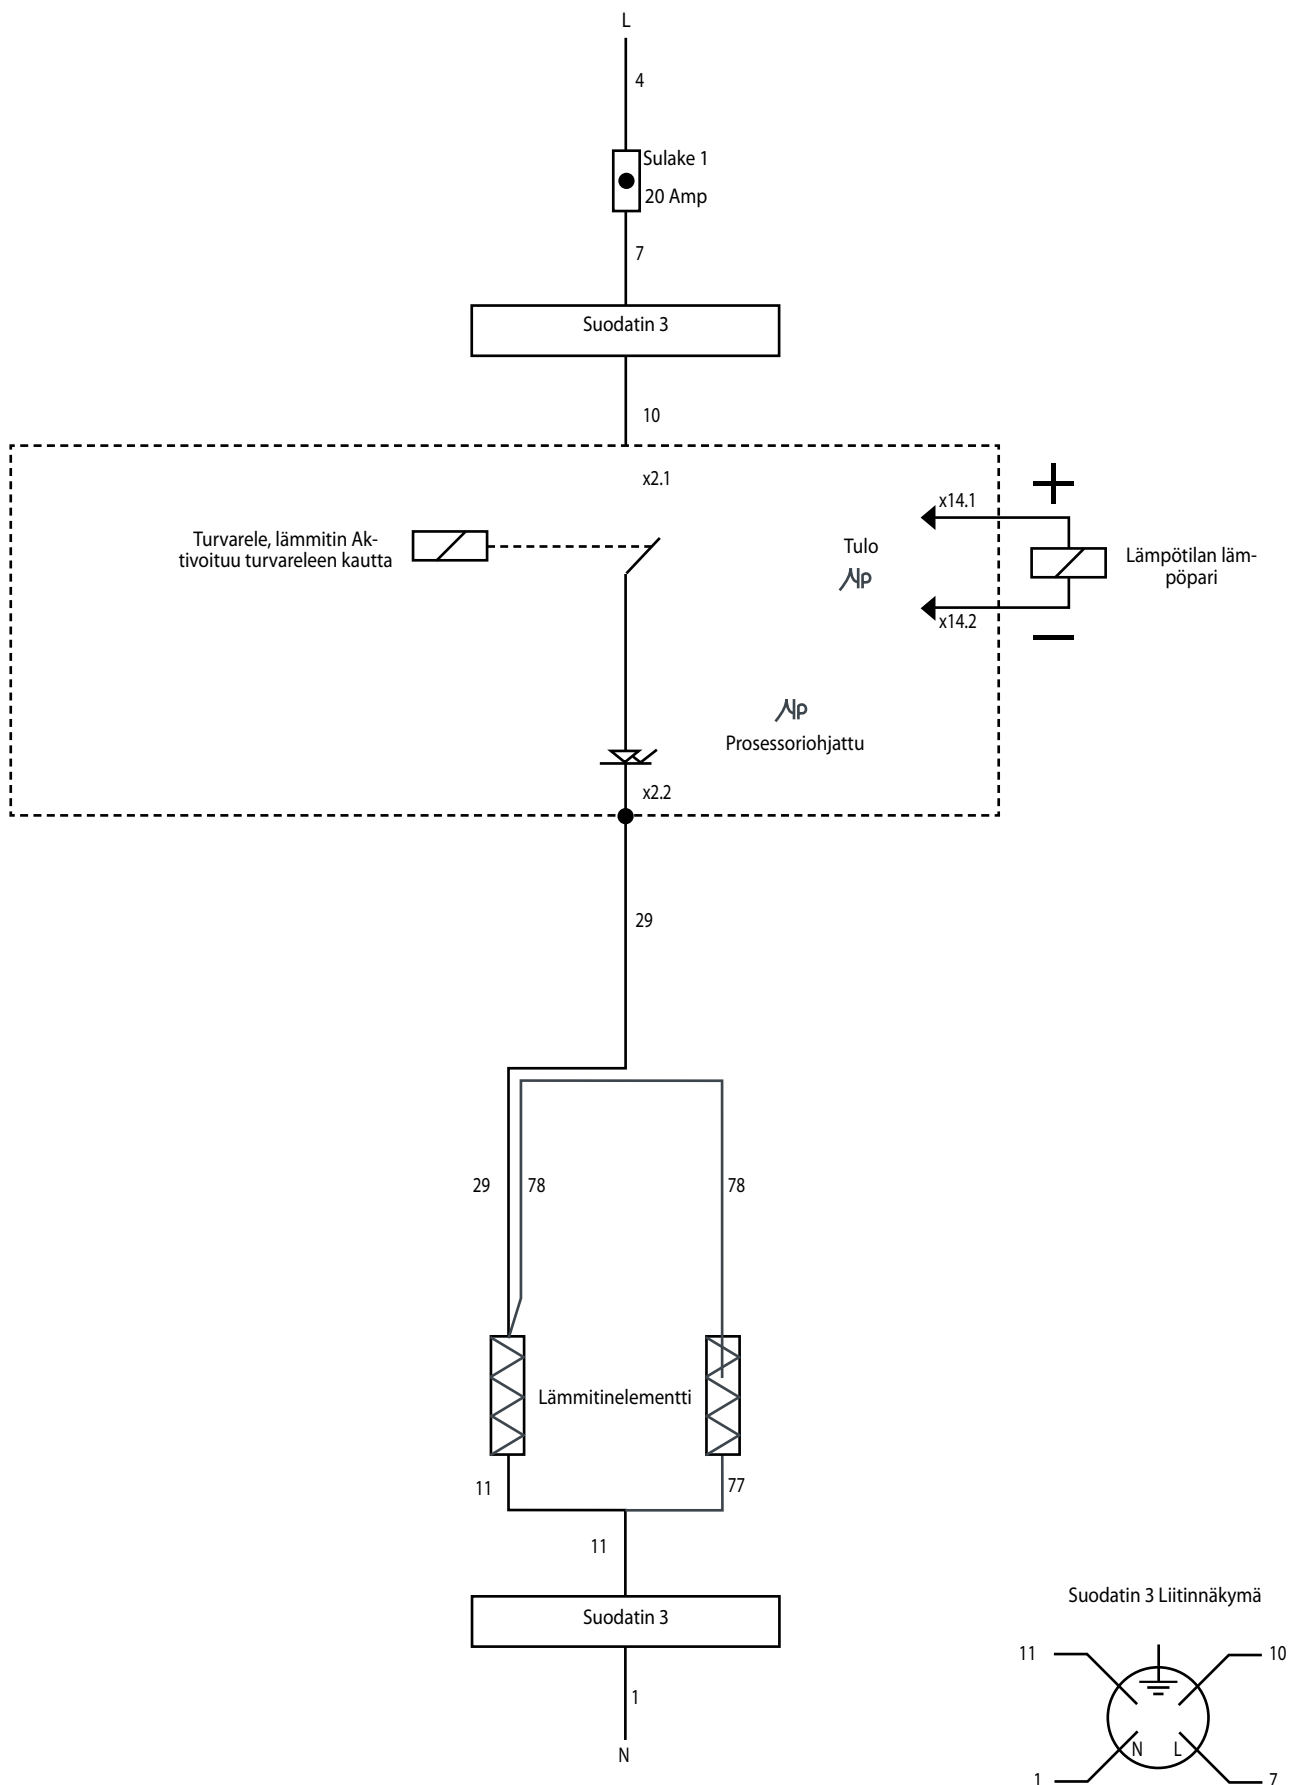 L
4
Sulake 1
20 Amp
7
Suodatin 3
10
x2.1
x14.1
Turvarele, lämmitin Ak-
tivoituu turvareleen kautta
Tulo
Lämpötilan läm-
pöpari
x14.2
Prosessoriohjattu
x2.2
29
29
78
78
Lämmitinelementti
11
77
11
Suodatin 3
1
N
Suodatin 3 Liitinnäkymä
11
10
N
L
1
7